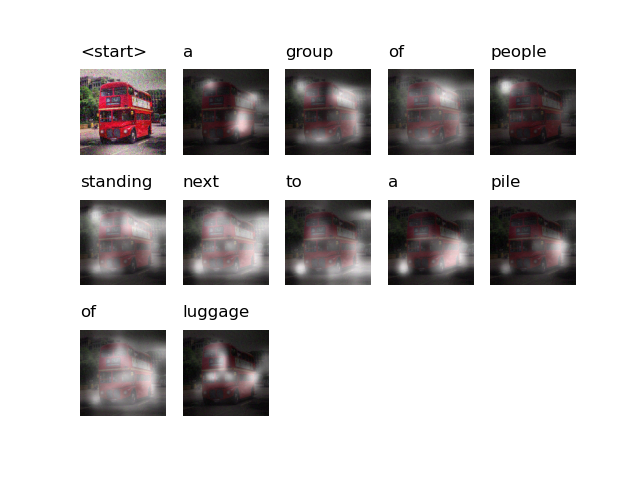 <start> a group of people
standing next to a pile
of luggage